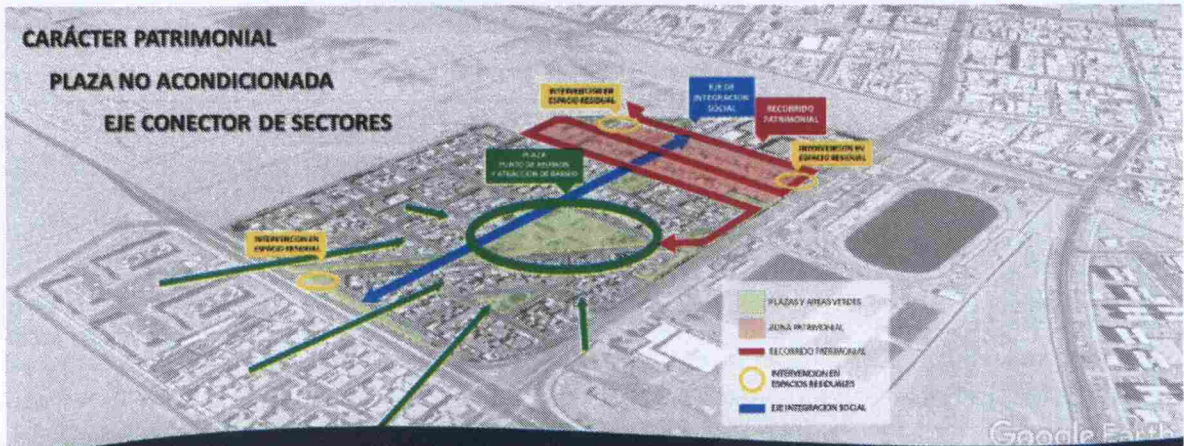 CARÁCTER PATRIMONIAL
PLAZA NO ACONDICIONADA
EJE CONECTOR DE SECTORES
INTERVENCION EN
ESPACIO RESIDUAL
EJE DE
INTEGRACION
SOCIAL
RECORRIDO
PATRIMONIAL
INTERVENCION EN
ESPACIO RESIDUAL
PLAZA
PUNTO DE REUNION
Y ATRACCION DE BARRIO
INTERVENCION EN
ESPACIO RESIDUAL
PLAZAS Y AREAS VERDES
ZONA PATRIMONIAL
RECORRIDO PATRIMONIAL
INTERVENCION EN
ESPACIOS RESIDUALES
EJE INTEGRACION SOCIAL
Google Earth